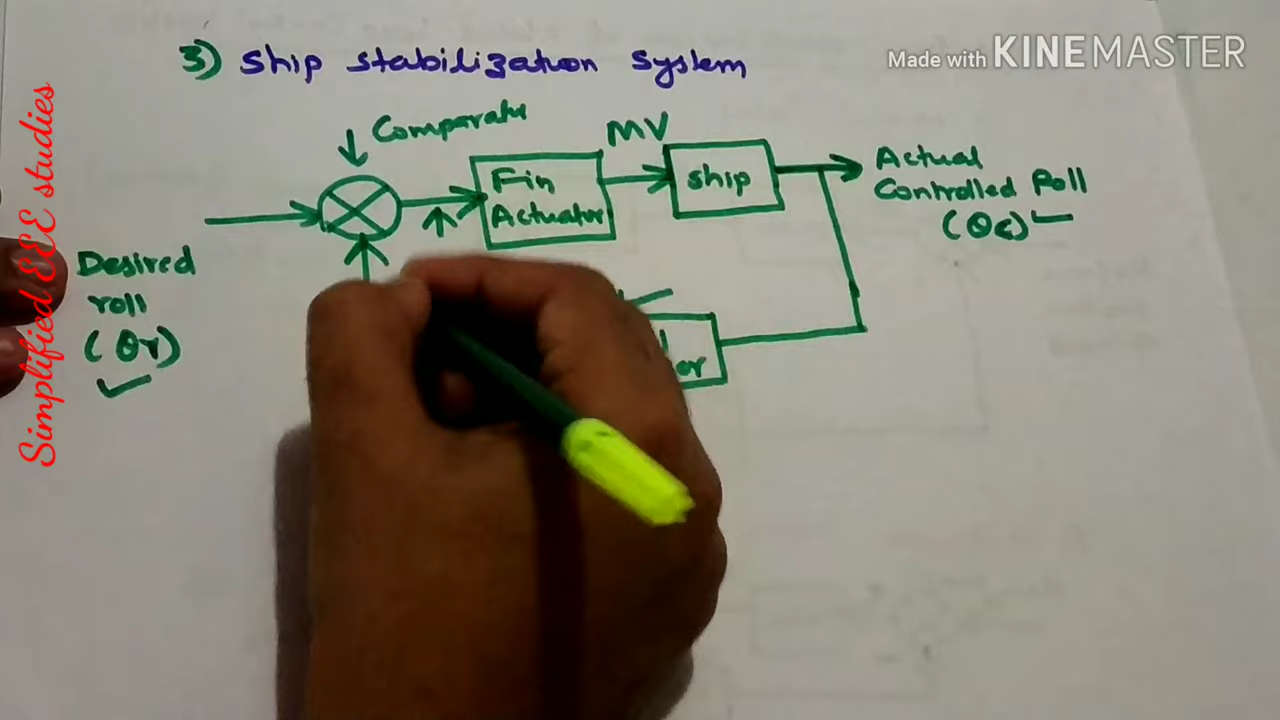 3) Ship stabilization system
Made with KINEMASTER
Simplified EEE studies
Comparator
MV
Fin
Actuator
Ship
Actual
Controlled Roll
(θc)
Desired
roll
(θr)
or